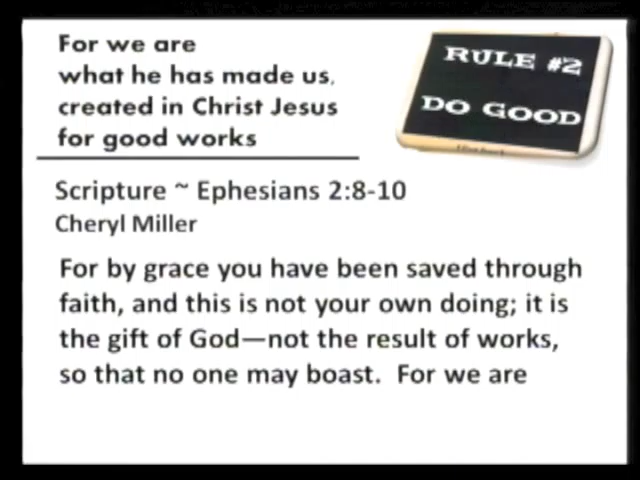 For we are
what he has made us,
created in Christ Jesus
for good works
RULE #2
DO GOOD
Scripture ~ Ephesians 2:8-10
Cheryl Miller
For by grace you have been saved through
faith, and this is not your own doing; it is
the gift of God—not the result of works,
so that no one may boast. For we are